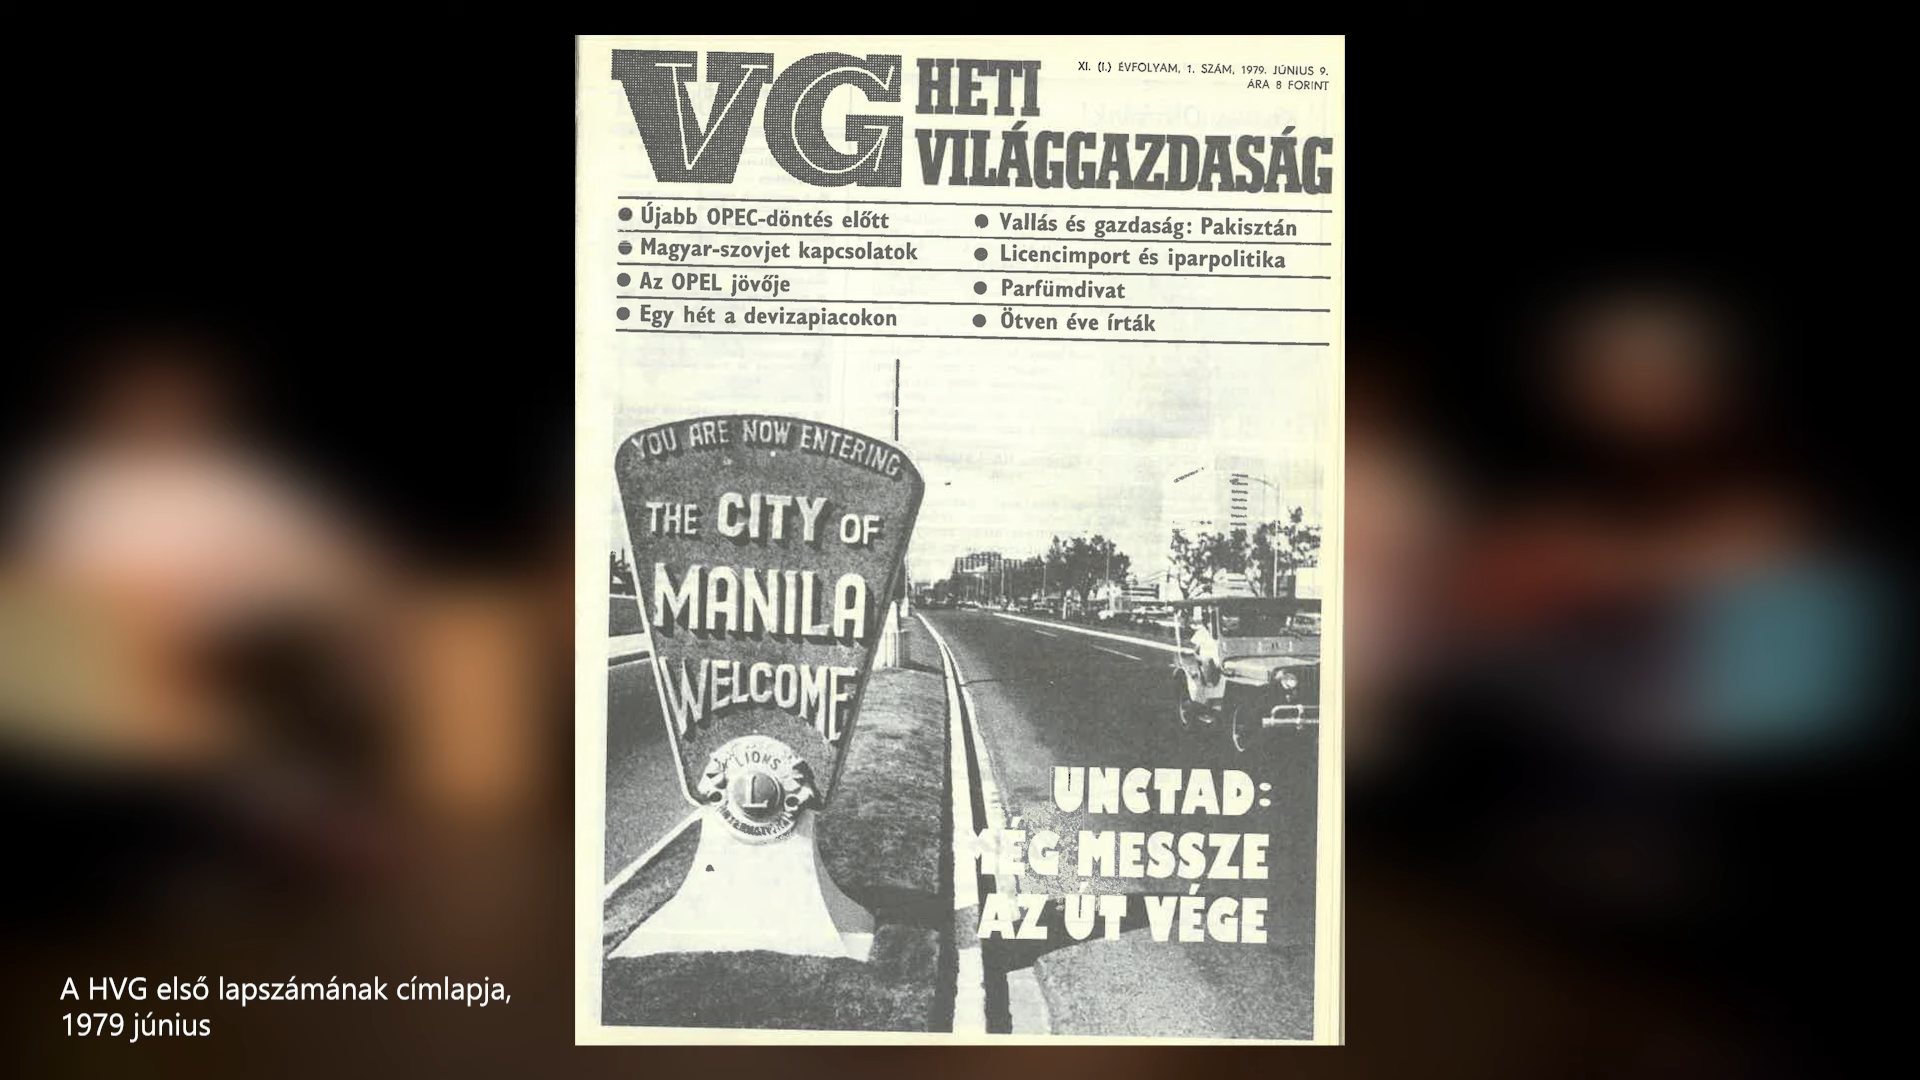 VG HETI
VILÁGGAZDASÁG
XI. (I.) ÉVFOLYAM, 1. SZÁM, 1979. JÚNIUS 9.
ÁRA 8 FORINT
● Újabb OPEC-döntés előtt
● Magyar-szovjet kapcsolatok
● Az OPEL jövője
● Egy hét a devizapiacokon
● Vallás és gazdaság: Pakisztán
● Licencimport és iparpolitika
● Parfümdivat
● Ötven éve írták
YOU ARE NOW ENTERING
THE CITY OF
MANILA
WELCOME
LIONS
L
INTERNATIONAL
UNCTAD:
MÉG MESSZE
AZ ÚT VÉGE
A HVG első lapszámának címlapja,
1979 június